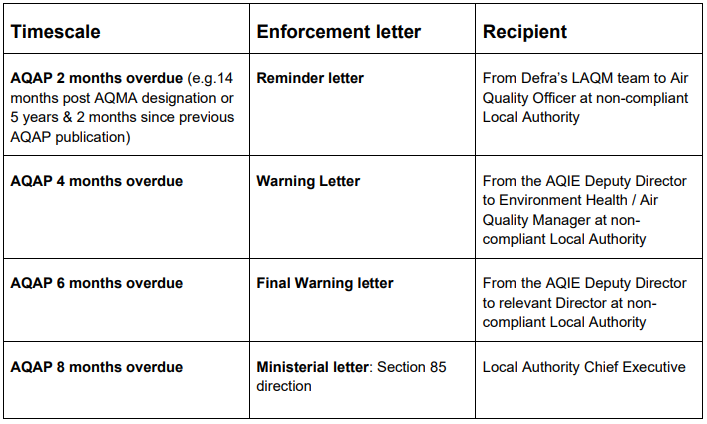 Timescale
Enforcement letter
Recipient
AQAP 2 months overdue (e.g.14
months post AQMA designation or
5 years & 2 months since previous
AQAP publication)
Reminder letter
From Defra's LAQM team to Air
Quality Officer at non-compliant
Local Authority
AQAP 4 months overdue
Warning Letter
From the AQIE Deputy Director
to Environment Health / Air
Quality Manager at non-
compliant Local Authority
AQAP 6 months overdue
Final Warning letter
From the AQIE Deputy Director
to relevant Director at non-
compliant Local Authority
AQAP 8 months overdue
Ministerial letter: Section 85
direction
Local Authority Chief Executive